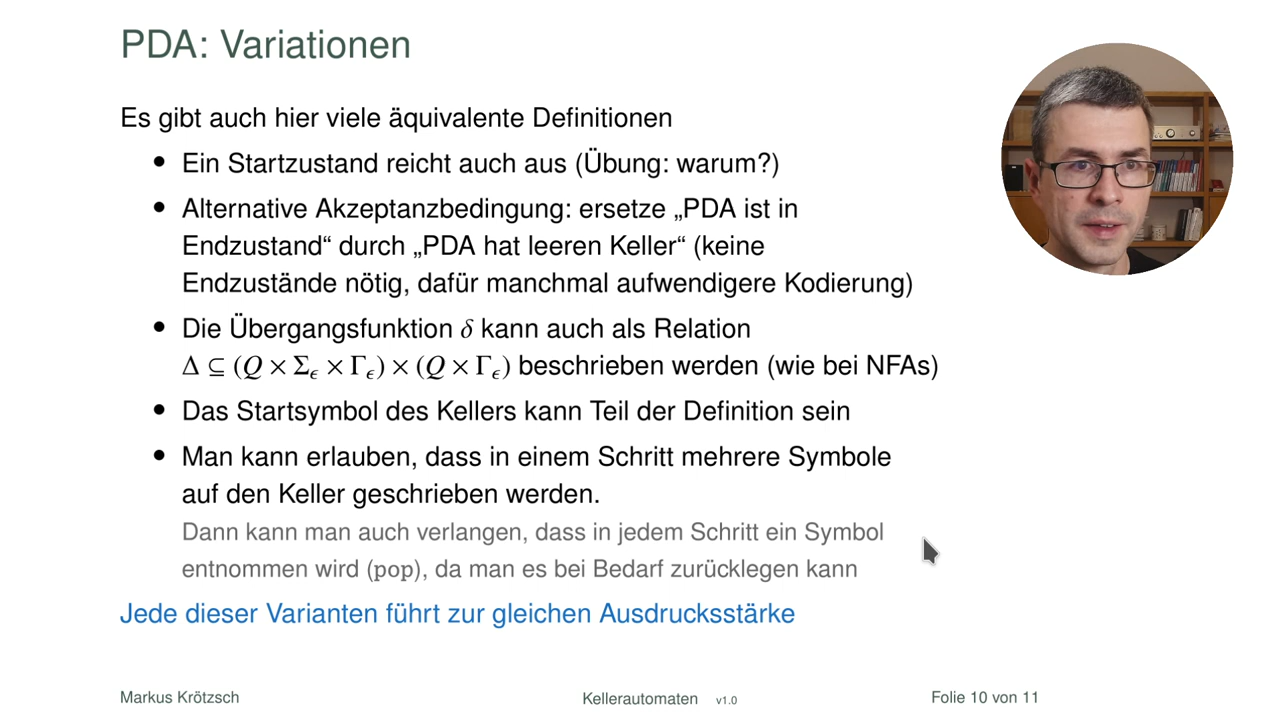 PDA: Variationen
Es gibt auch hier viele äquivalente Definitionen
• Ein Startzustand reicht auch aus (Übung: warum?)
• Alternative Akzeptanzbedingung: ersetze „PDA ist in
Endzustand“ durch „PDA hat leeren Keller“ (keine
Endzustände nötig, dafür manchmal aufwendigere Kodierung)
• Die Übergangsfunktion δ kann auch als Relation
Δ ⊆ (Q × Σϵ × Γϵ) × (Q × Γϵ) beschrieben werden (wie bei NFAs)
• Das Startsymbol des Kellers kann Teil der Definition sein
• Man kann erlauben, dass in einem Schritt mehrere Symbole
auf den Keller geschrieben werden.
Dann kann man auch verlangen, dass in jedem Schritt ein Symbol
entnommen wird (pop), da man es bei Bedarf zurücklegen kann
Jede dieser Varianten führt zur gleichen Ausdrucksstärke
Markus Krötzsch Kellerautomaten v1.0 Folie 10 von 11